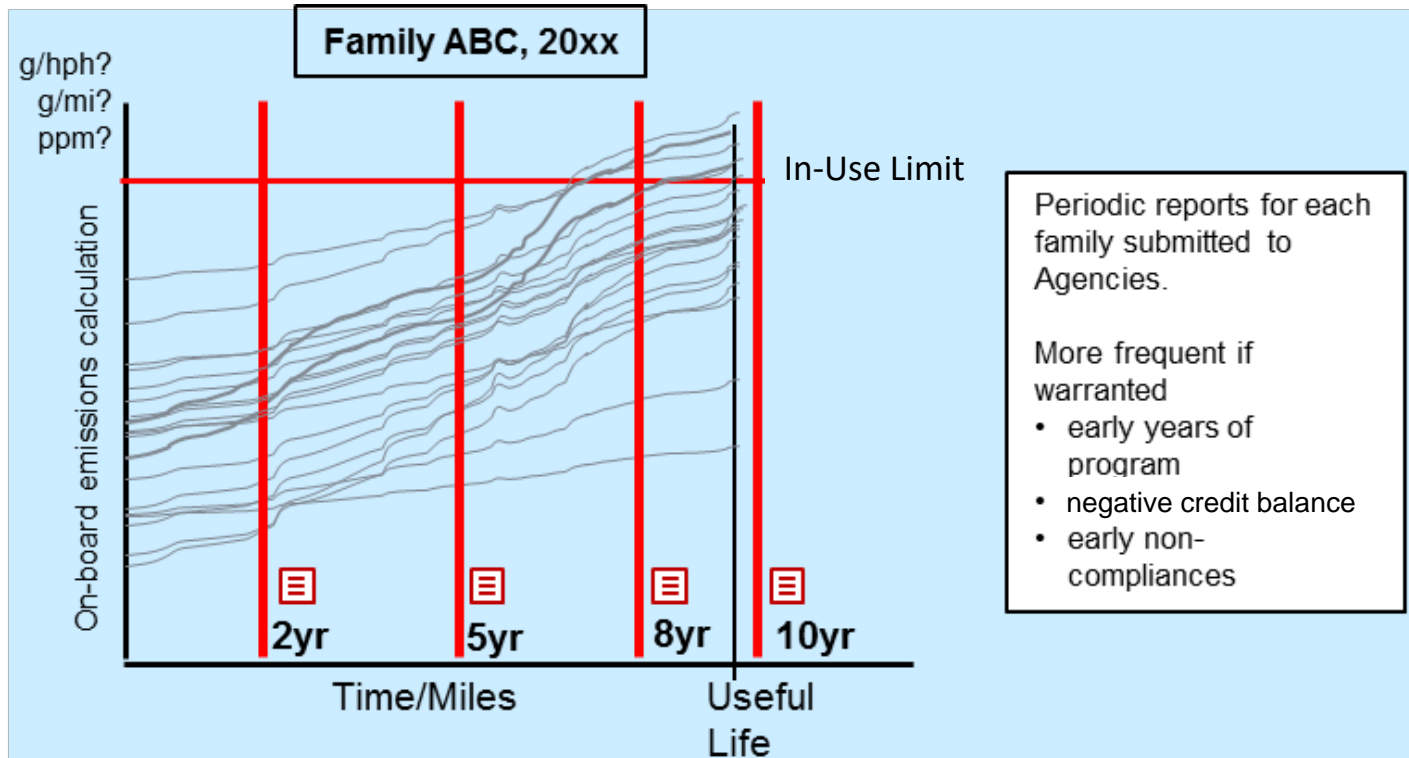 Family ABC, 20xx
g/hph?
g/mi?
ppm?
On-board emissions calculation
In-Use Limit
2yr
5yr
8yr
10yr
Time/Miles
Useful
Life
Periodic reports for each
family submitted to
Agencies.
More frequent if
warranted
• early years of
program
• negative credit balance
• early non-
compliances